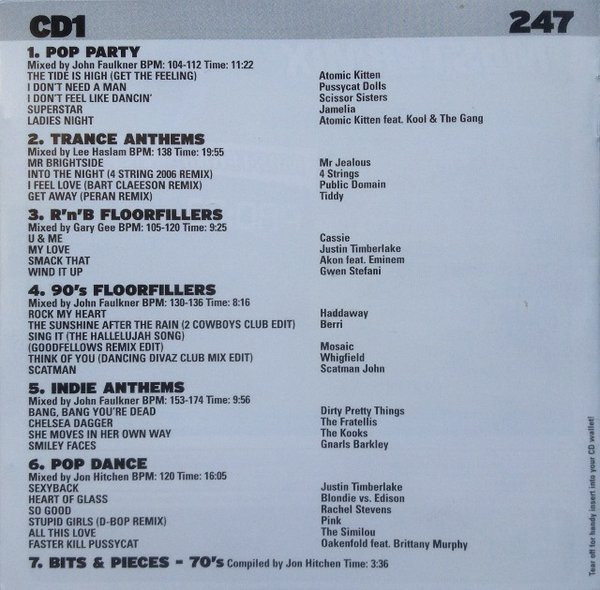 CD1 247
1. POP PARTY
Mixed by John Faulkner BPM: 104-112 Time: 11:22
THE TIDE IS HIGH (GET THE FEELING) Atomic Kitten
I DON'T NEED A MAN Pussycat Dolls
I DON'T FEEL LIKE DANCIN' Scissor Sisters
SUPERSTAR Jamelia
LADIES NIGHT Atomic Kitten feat. Kool & The Gang
2. TRANCE ANTHEMS
Mixed by Lee Haslam BPM: 138 Time: 19:55
MR BRIGHTSIDE Mr Jealous
INTO THE NIGHT (4 STRING 2006 REMIX) 4 Strings
I FEEL LOVE (BART CLAEESON REMIX) Public Domain
GET AWAY (PERAN REMIX) Tiddy
3. R'n'B FLOORFILLERS
Mixed by Gary Gee BPM: 105-120 Time: 9:25
U & ME Cassie
MY LOVE Justin Timberlake
SMACK THAT Akon feat. Eminem
WIND IT UP Gwen Stefani
4. 90's FLOORFILLERS
Mixed by John Faulkner BPM: 130-136 Time: 8:16
ROCK MY HEART Haddaway
THE SUNSHINE AFTER THE RAIN (2 COWBOYS CLUB EDIT) Berri
SING IT (THE HALLELUJAH SONG)
(GOODFELLOWS REMIX EDIT) Mosaic
THINK OF YOU (DANCING DIVAZ CLUB MIX EDIT) Whigfield
SCATMAN Scatman John
5. INDIE ANTHEMS
Mixed by John Faulkner BPM: 153-174 Time: 9:56
BANG, BANG YOU'RE DEAD Dirty Pretty Things
CHELSEA DAGGER The Fratellis
SHE MOVES IN HER OWN WAY The Kooks
SMILEY FACES Gnarls Barkley
6. POP DANCE
Mixed by Jon Hitchen BPM: 120 Time: 16:05
SEXYBACK Justin Timberlake
HEART OF GLASS Blondie vs. Edison
SO GOOD Rachel Stevens
STUPID GIRLS (D-BOP REMIX) Pink
ALL THIS LOVE The Similou
FASTER KILL PUSSYCAT Oakenfold feat. Brittany Murphy
7. BITS & PIECES - 70's Compiled by Jon Hitchen Time: 3:36
Tear off for handy insert into your CD wallet!